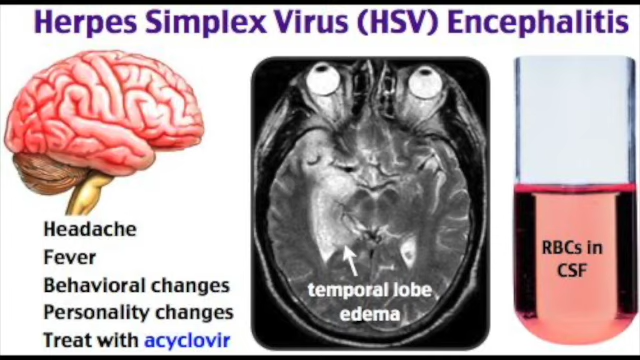 Herpes Simplex Virus (HSV) Encephalitis
Headache
Fever
Behavioral changes
Personality changes
Treat with acyclovir
temporal lobe
edema
RBCs in
CSF